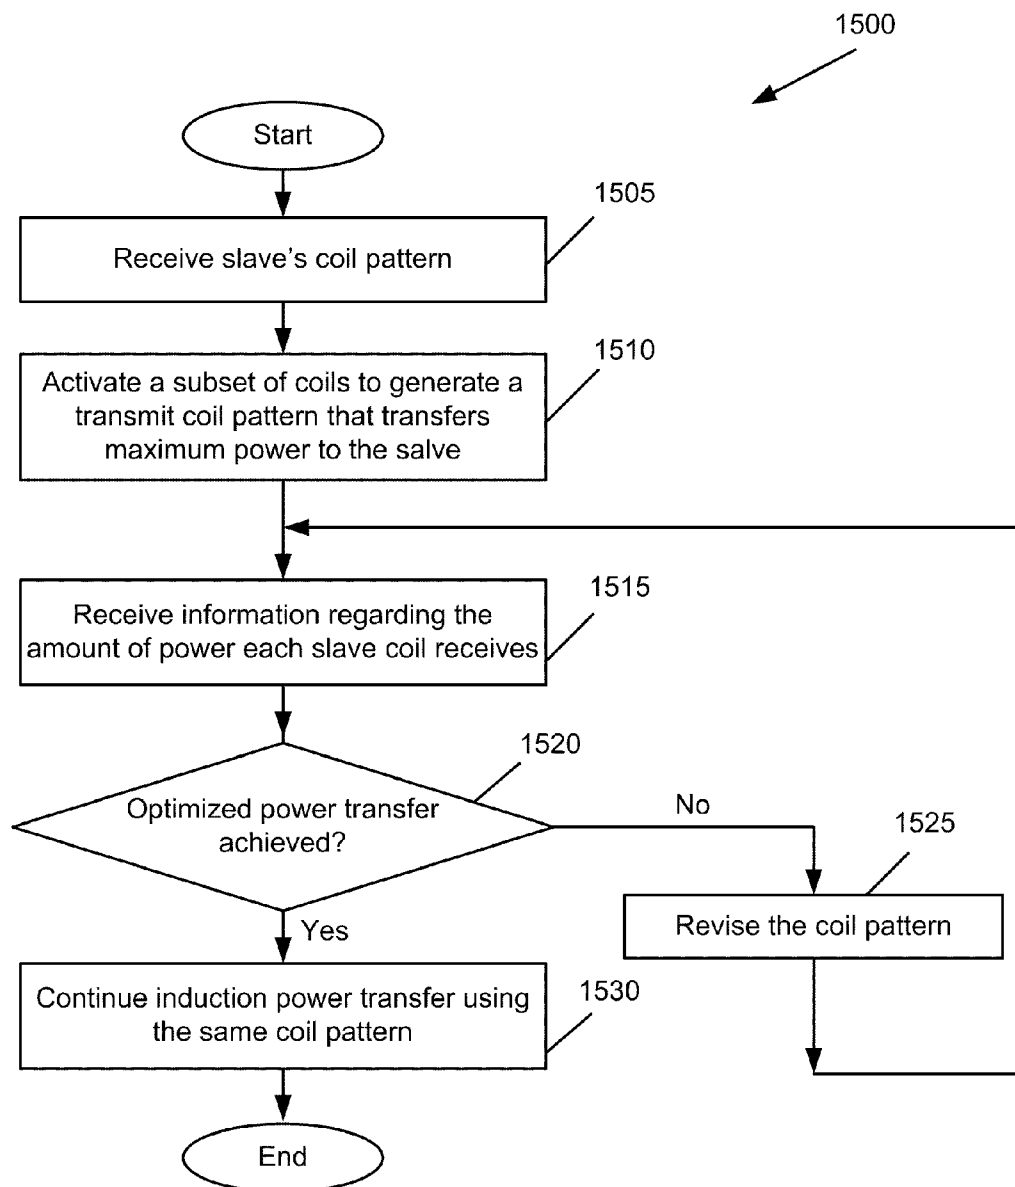 1500
Start
1505
Receive slave's coil pattern
1510
Activate a subset of coils to generate a
transmit coil pattern that transfers
maximum power to the salve
1515
Receive information regarding the
amount of power each slave coil receives
1520
Optimized power transfer
achieved?
No
1525
Revise the coil pattern
Yes
1530
Continue induction power transfer using
the same coil pattern
End